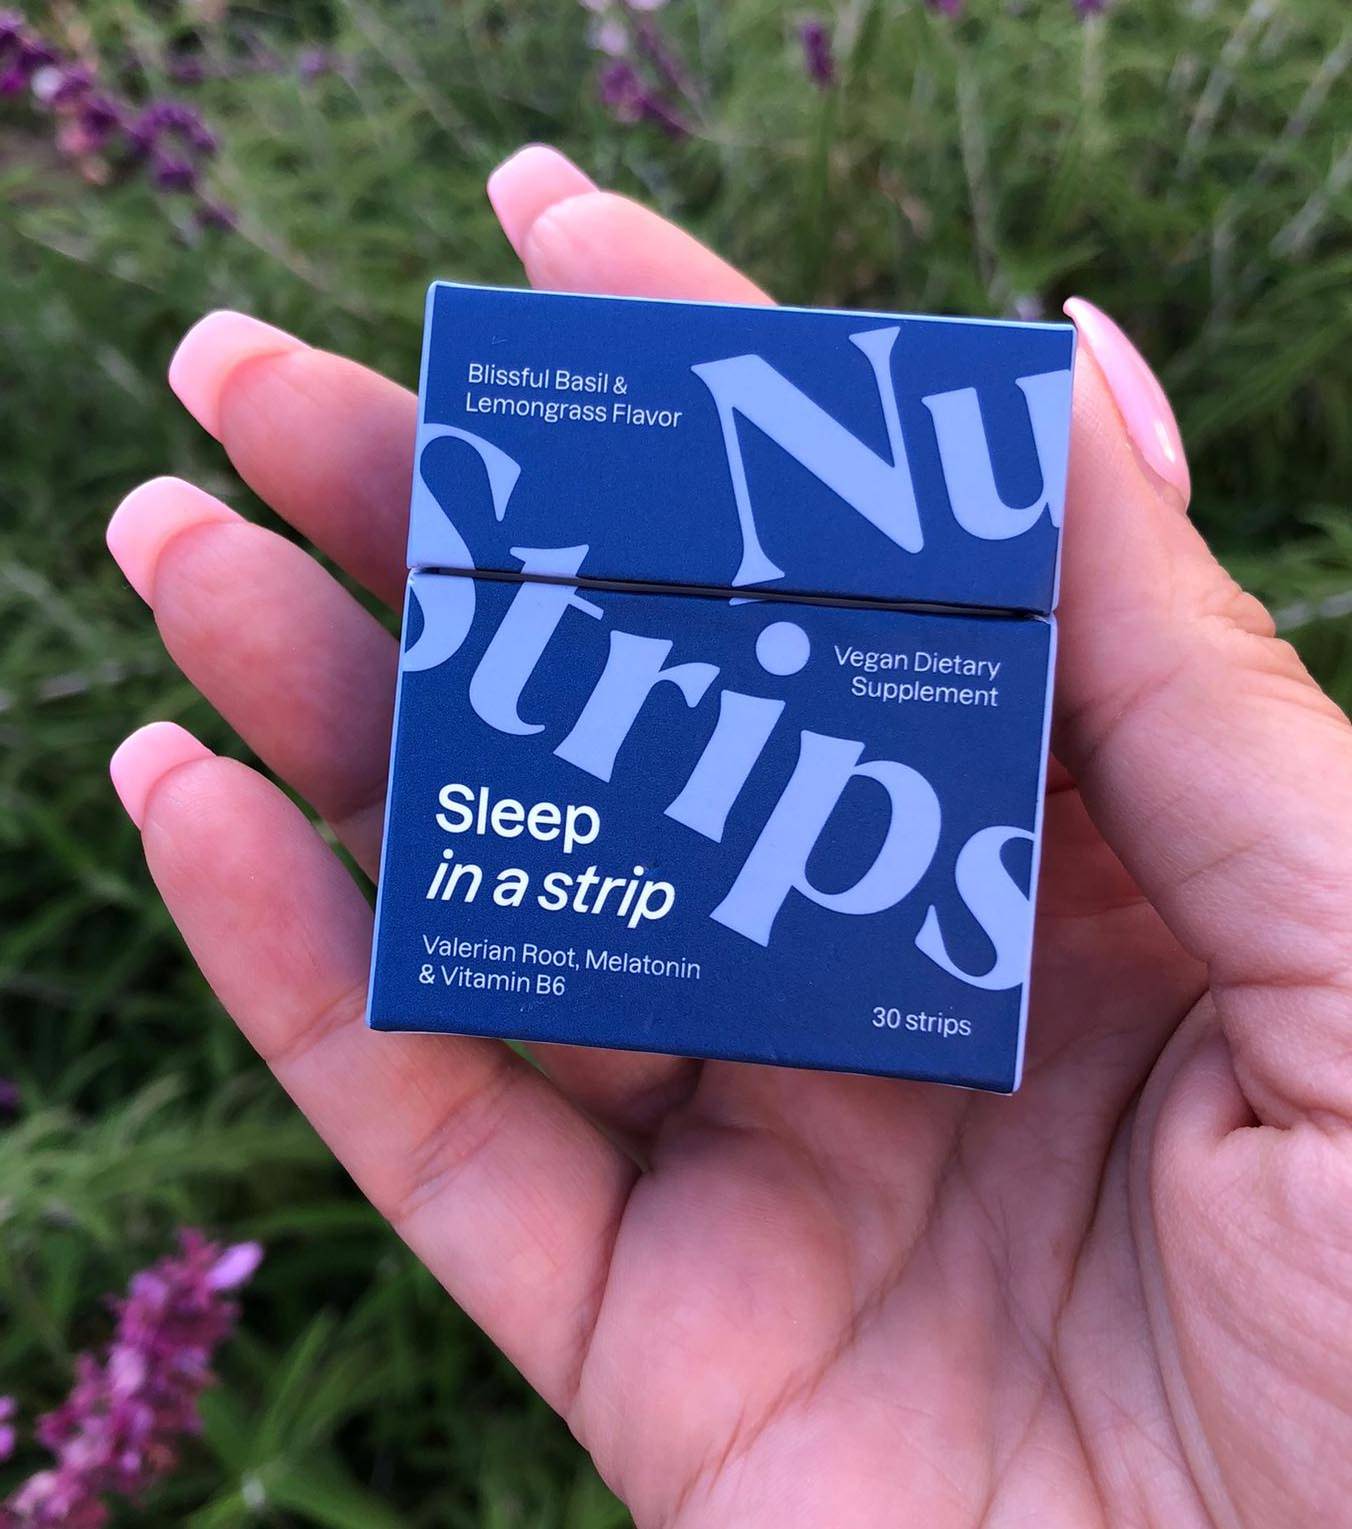 Blissful Basil &
Lemongrass Flavor
Nu
Strips
Vegan Dietary
Supplement
Sleep
in a strip
Valerian Root, Melatonin
& Vitamin B6
30 strips